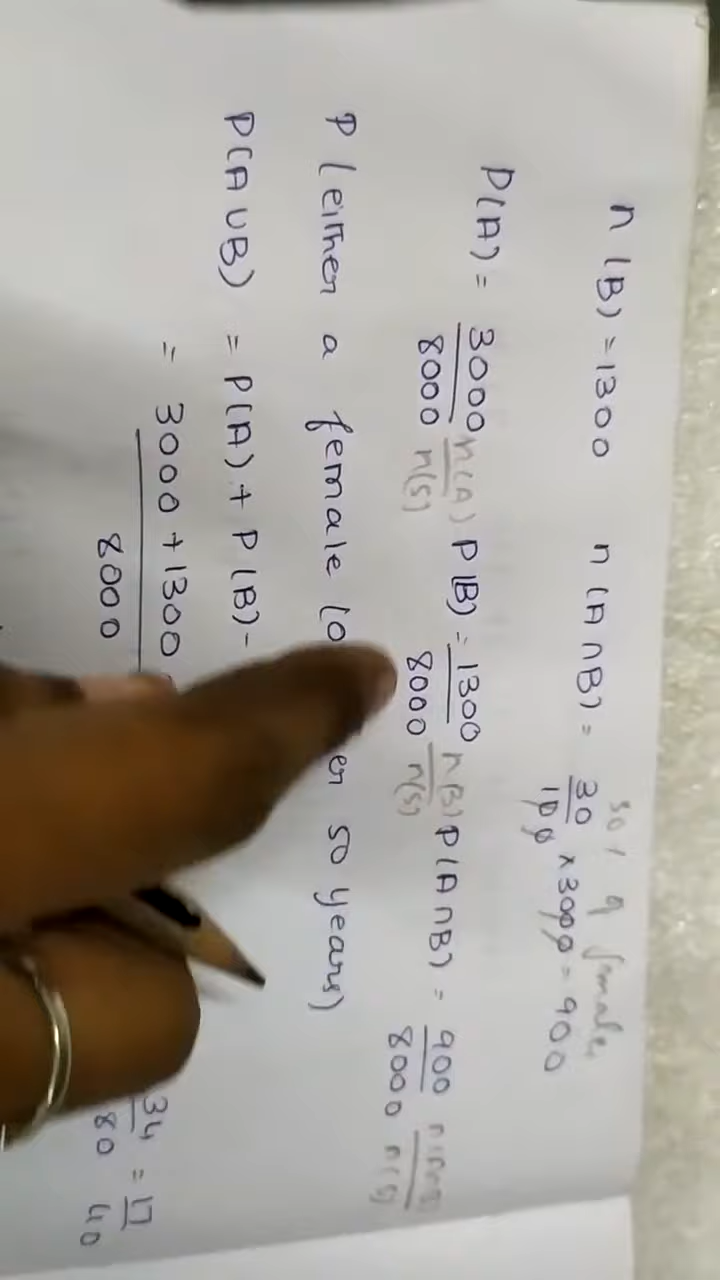 30 / of female
n(B) = 1300 n(A∩B) = 30/100 × 3000 = 900
P(A) = 3000/8000 n(A)/n(S) P(B) = 1300/8000 n(B)/n(S) P(A∩B) = 900/8000 n(A∩B)/n(S)
P(either a female (o er 50 years)
P(A∪B) = P(A) + P(B) -
= 3000 + 1300 / 8000 34/80 = 17/40